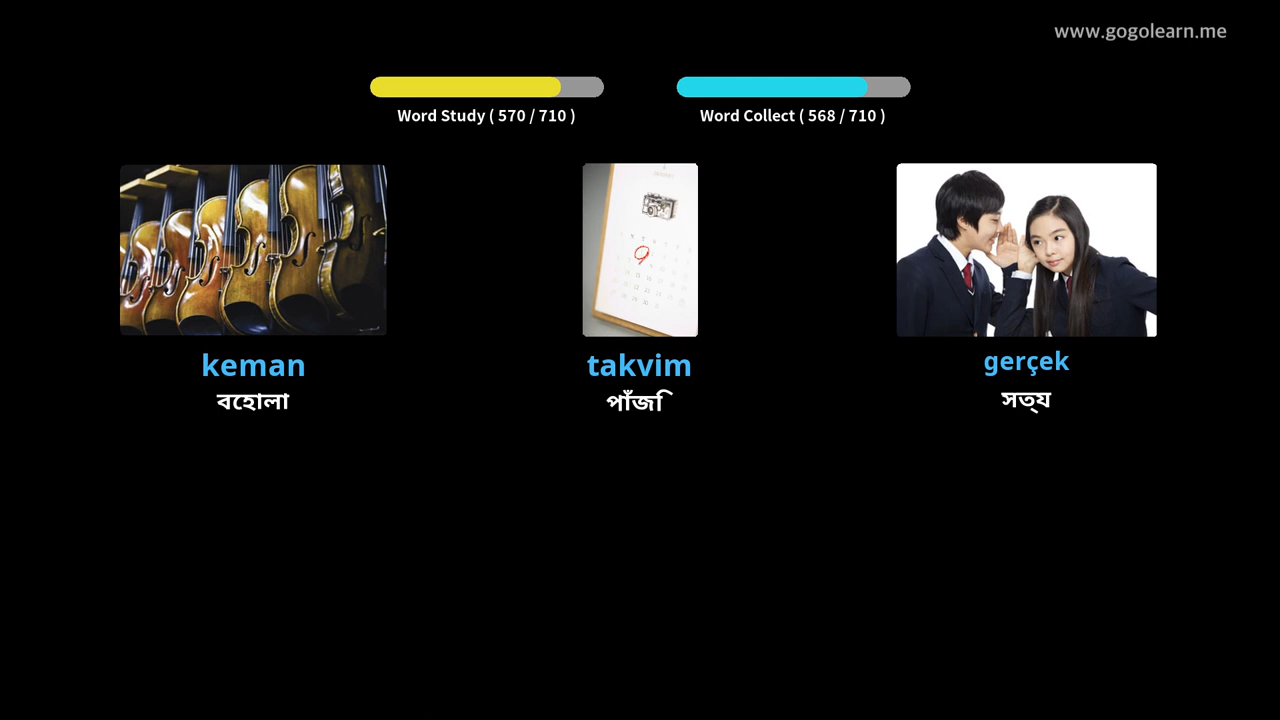 www.gogolearn.me
Word Study ( 570 / 710 )
Word Collect ( 568 / 710 )
keman
takvim
gerçek
বহোলা
পাঁজি
সত্য